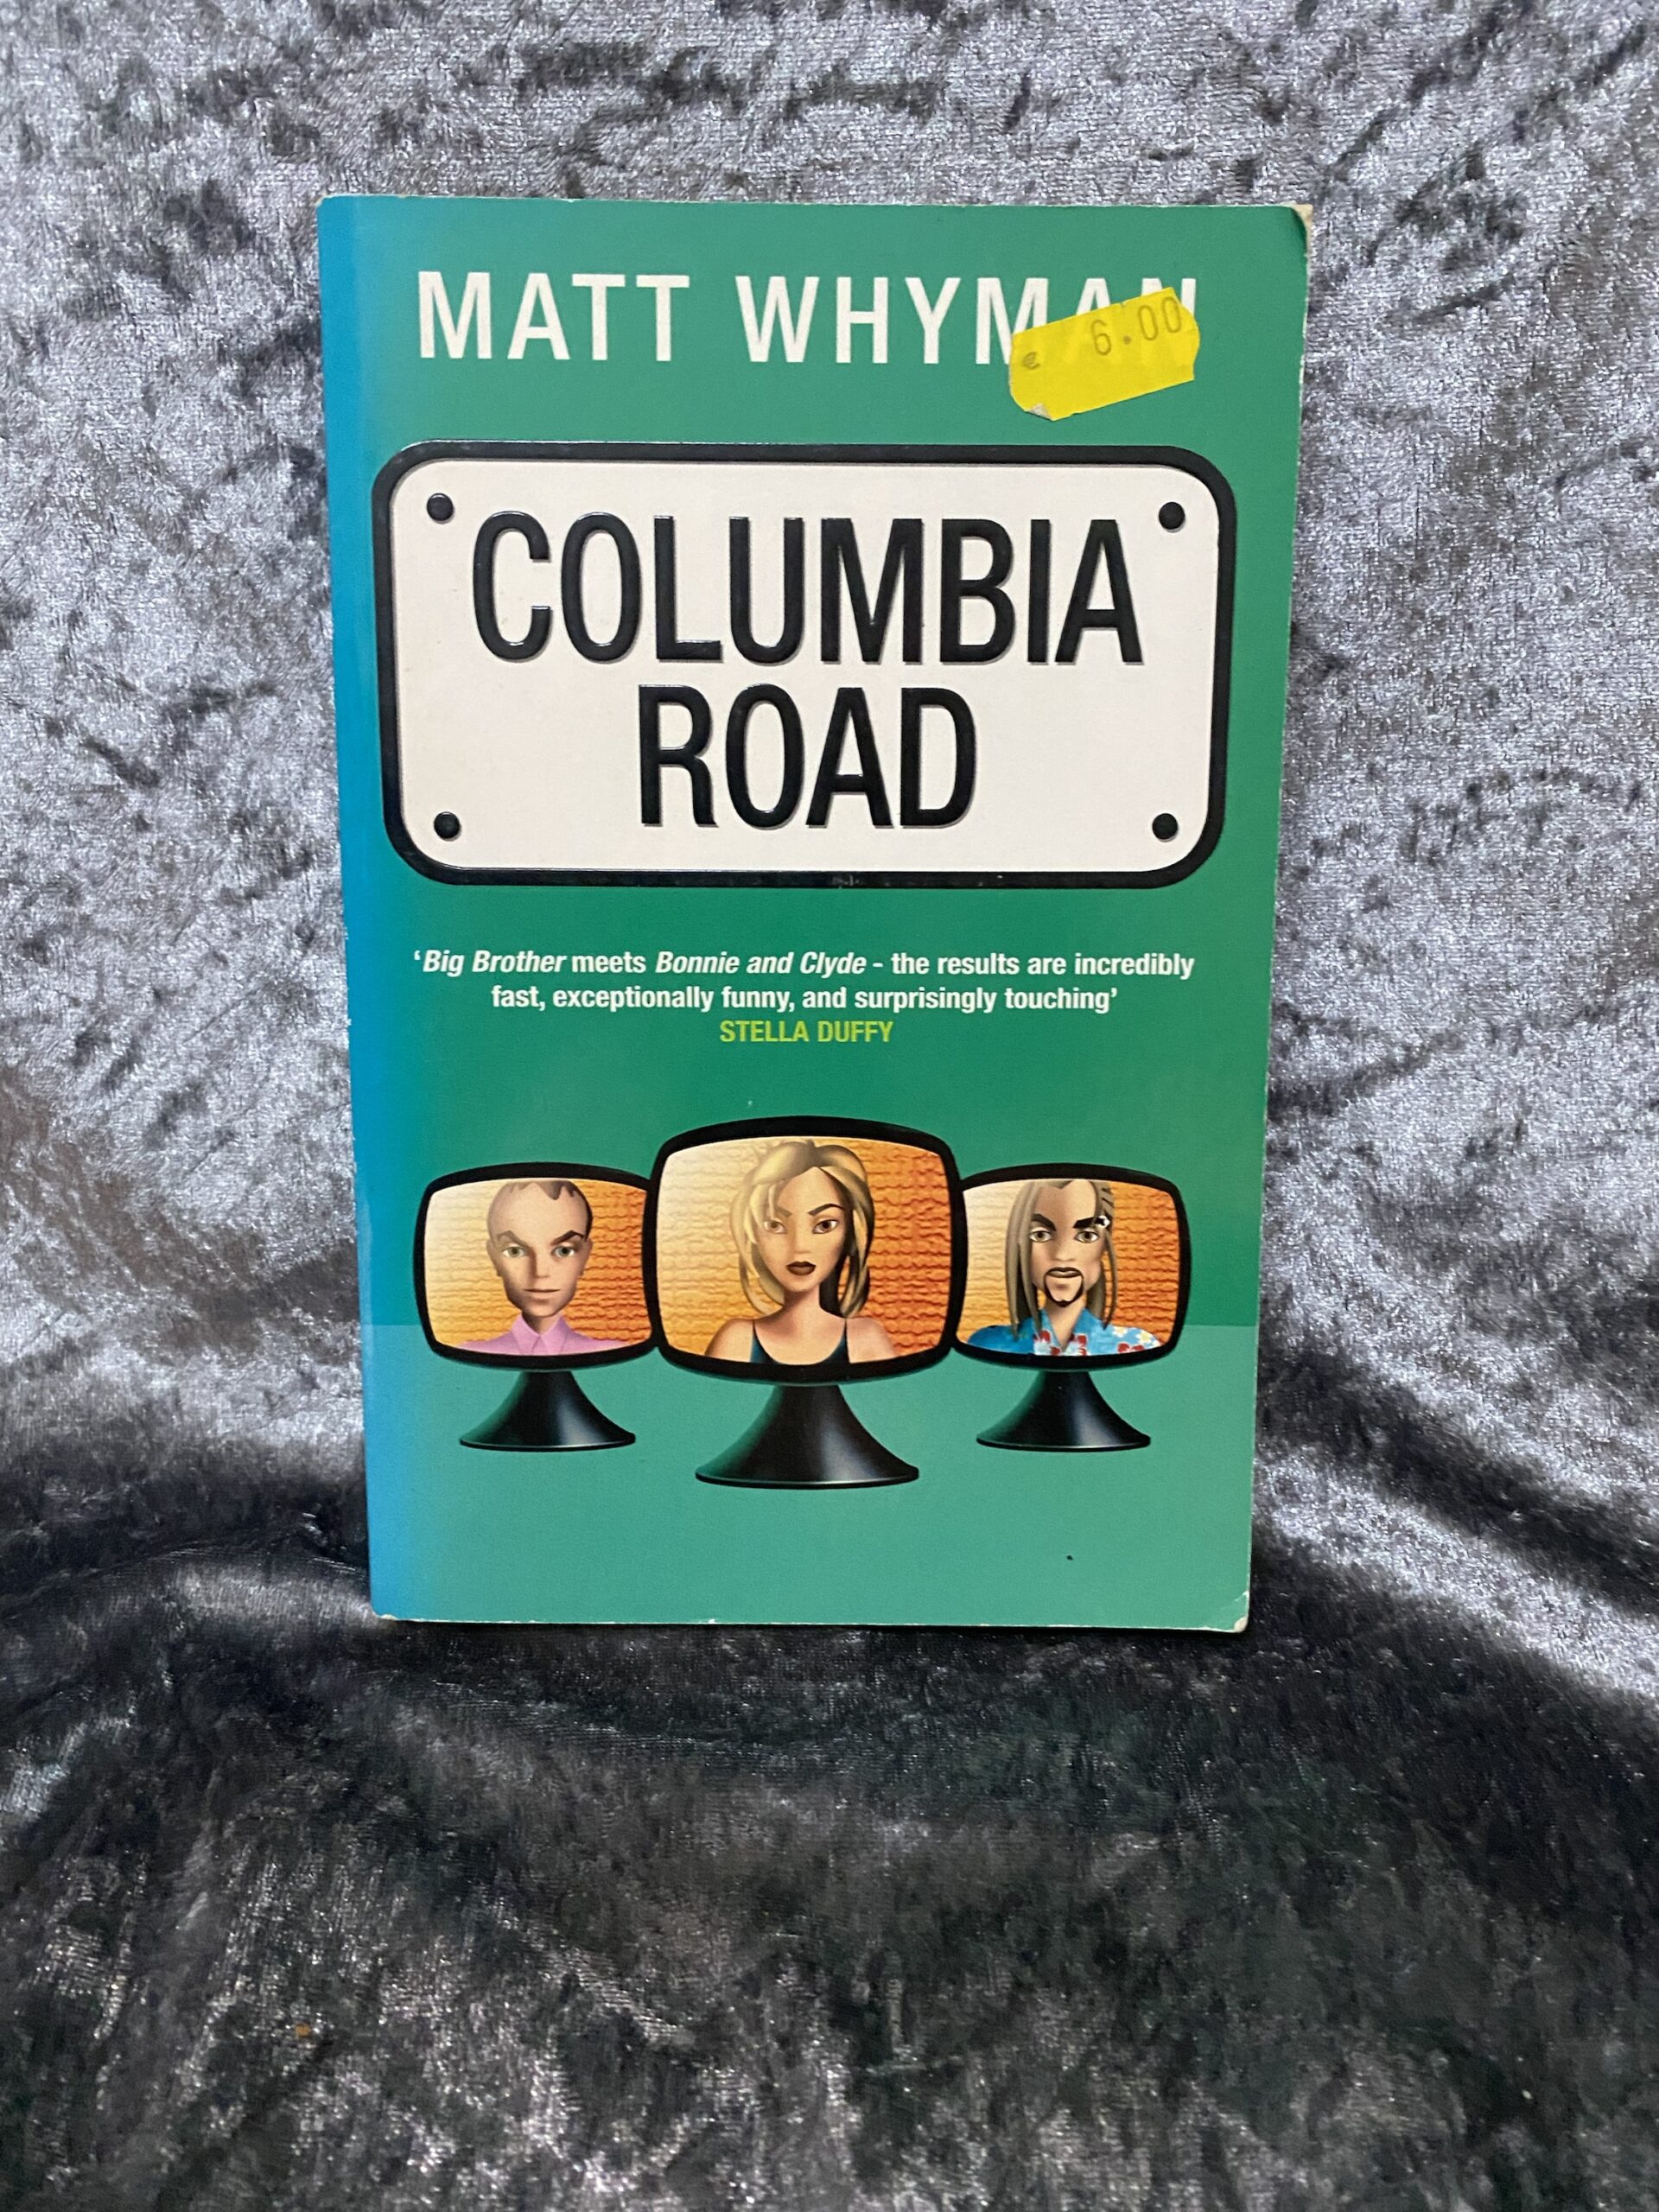 MATT WHYMAN
€ 6.00
COLUMBIA
ROAD
‘Big Brother meets Bonnie and Clyde - the results are incredibly
fast, exceptionally funny, and surprisingly touching’
STELLA DUFFY